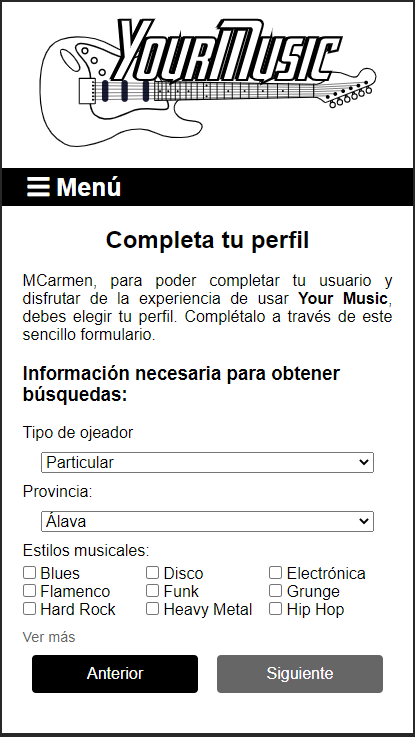 YourMusic
☰ Menú
Completa tu perfil
MCarmen, para poder completar tu usuario y
disfrutar de la experiencia de usar Your Music,
debes elegir tu perfil. Complétalo a través de este
sencillo formulario.
Información necesaria para obtener
búsquedas:
Tipo de ojeador
Particular
Provincia:
Álava
Estilos musicales:
Blues Disco Electrónica
Flamenco Funk Grunge
Hard Rock Heavy Metal Hip Hop
Ver más
Anterior Siguiente